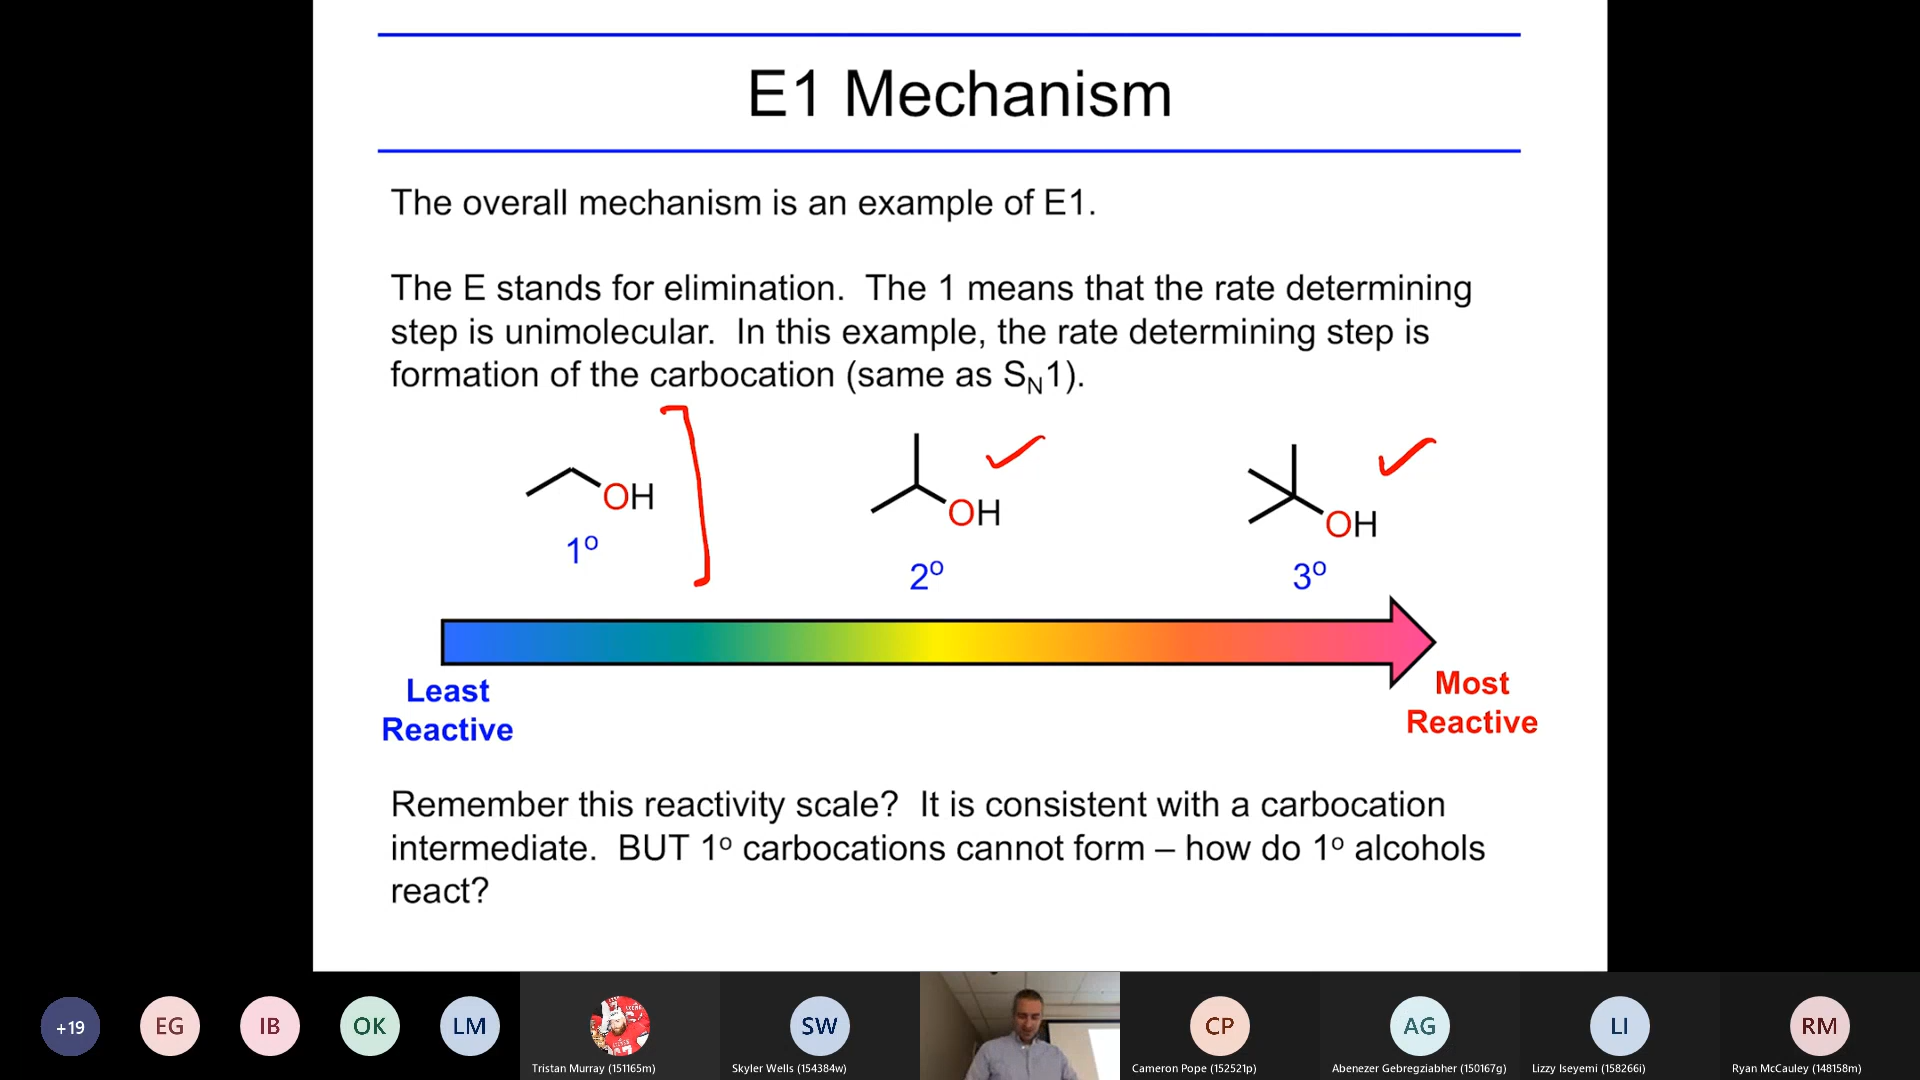 E1 Mechanism
The overall mechanism is an example of E1.
The E stands for elimination.  The 1 means that the rate determining
step is unimolecular.  In this example, the rate determining step is
formation of the carbocation (same as SN1).
OH
OH
OH
1º
2º
3º
Least
Reactive
Most
Reactive
Remember this reactivity scale?  It is consistent with a carbocation
intermediate.  BUT 1º carbocations cannot form – how do 1º alcohols
react?
+19
EG
IB
OK
LM
SW
CP
AG
LI
RM
Tristan Murray (151165m)
Skyler Wells (154384w)
Cameron Pope (152521p)
Abenezer Gebregziabher (150167g)
Lizzy Iseyemi (158266i)
Ryan McCauley (148158m)